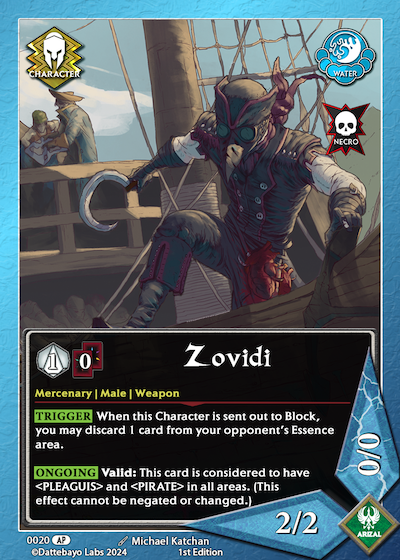 CHARACTER
WATER
NECRO
1 0 Zovidi
Mercenary | Male | Weapon
TRIGGER When this Character is sent out to Block,
you may discard 1 card from your opponent's Essence
area.
ONGOING Valid: This card is considered to have
<PLEAGUIS> and <PIRATE> in all areas. (This
effect cannot be negated or changed.)
0/0
2/2
ARIZAL
0020 AP Michael Katchan
©Dattebayo Labs 2024 1st Edition